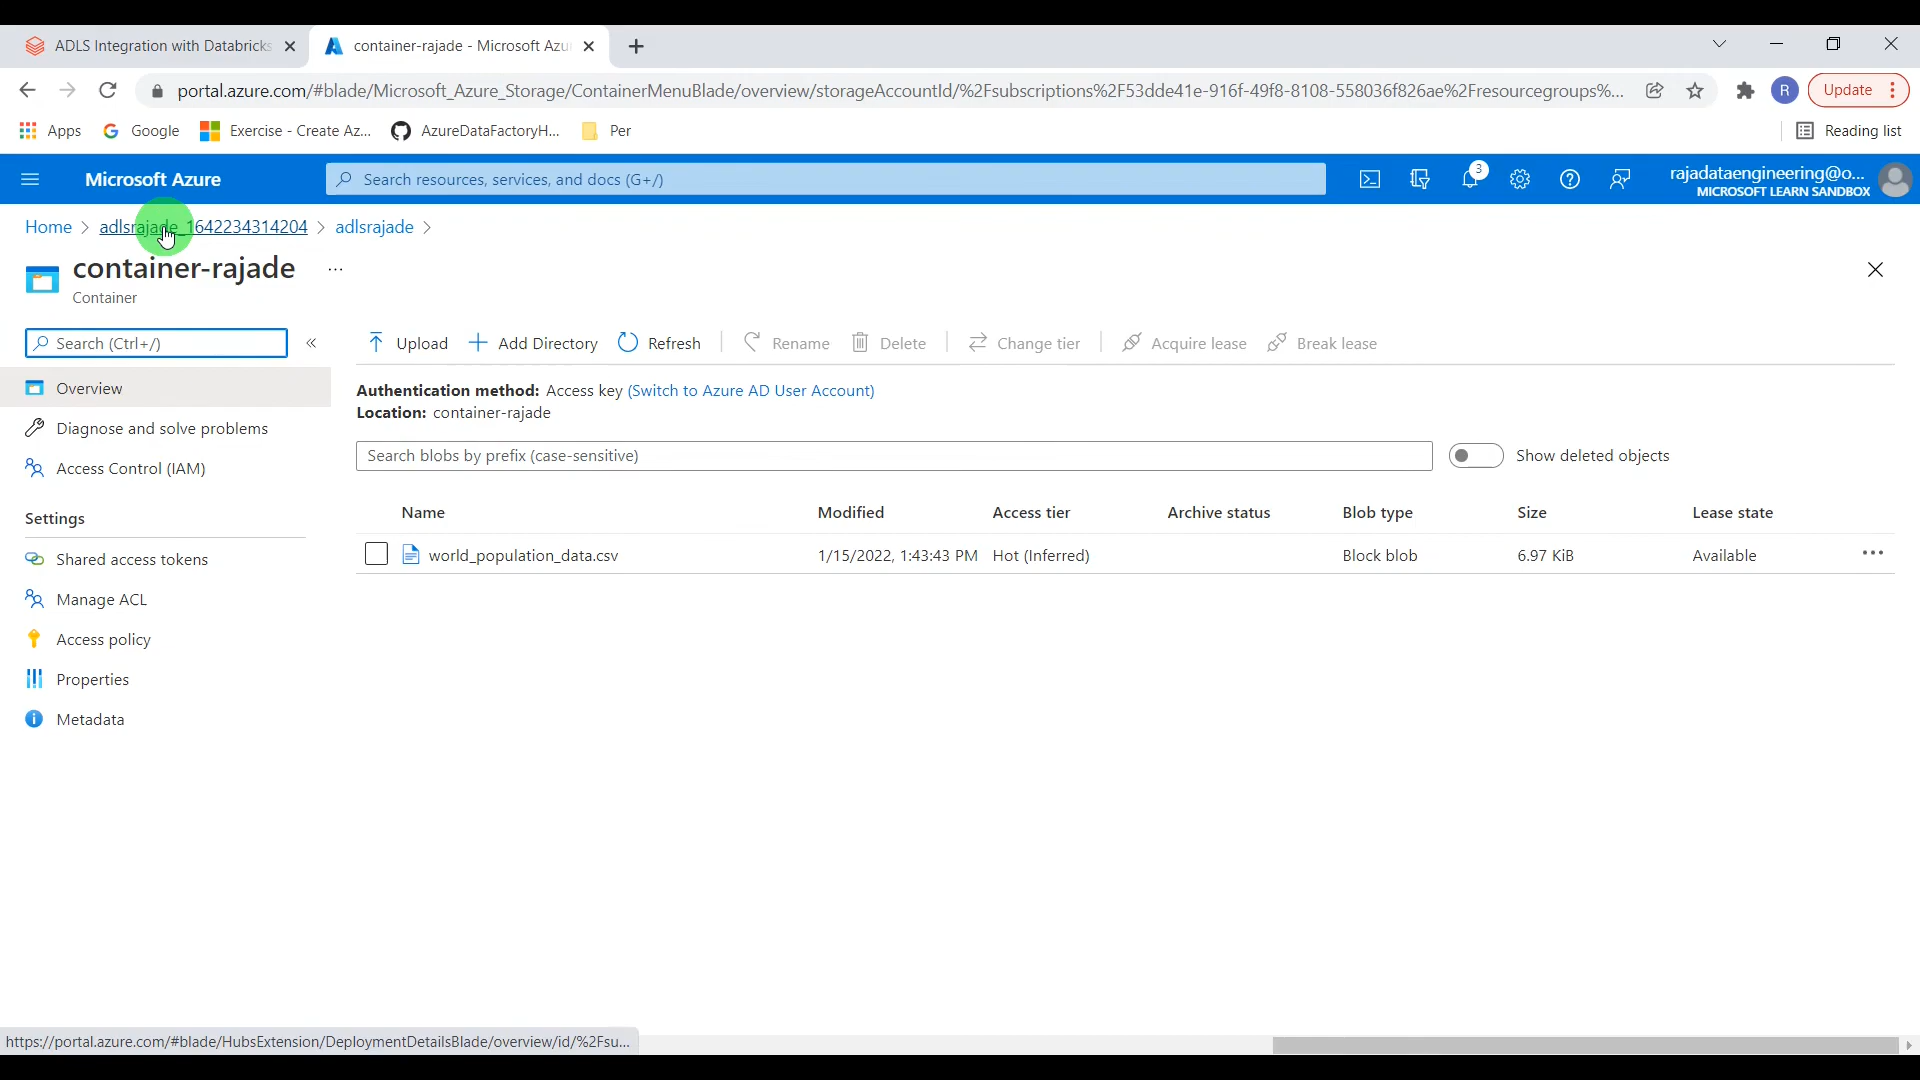 ADLS Integration with Databricks
container-rajade - Microsoft Azu
portal.azure.com/#blade/Microsoft_Azure_Storage/ContainerMenuBlade/overview/storageAccountId/%2Fsubscriptions%2F53dde41e-916f-49f8-8108-558036f826ae%2Fresourcegroups%...
R
Update
Apps
Google
Exercise - Create Az...
AzureDataFactoryH...
Per
Reading list
Microsoft Azure
Search resources, services, and docs (G+/)
3
rajadataengineering@o...
MICROSOFT LEARN SANDBOX
Home > adlsrajade_1642234314204 > adlsrajade >
container-rajade ...
Container
Search (Ctrl+/)
«
Overview
Diagnose and solve problems
Access Control (IAM)
Settings
Shared access tokens
Manage ACL
Access policy
Properties
Metadata
Upload
Add Directory
Refresh
Rename
Delete
Change tier
Acquire lease
Break lease
Authentication method: Access key (Switch to Azure AD User Account)
Location: container-rajade
Search blobs by prefix (case-sensitive)
Show deleted objects
Name Modified Access tier Archive status Blob type Size Lease state
world_population_data.csv 1/15/2022, 1:43:43 PM Hot (Inferred) Block blob 6.97 KiB Available ...
https://portal.azure.com/#blade/HubsExtension/DeploymentDetailsBlade/overview/id/%2Fsu...